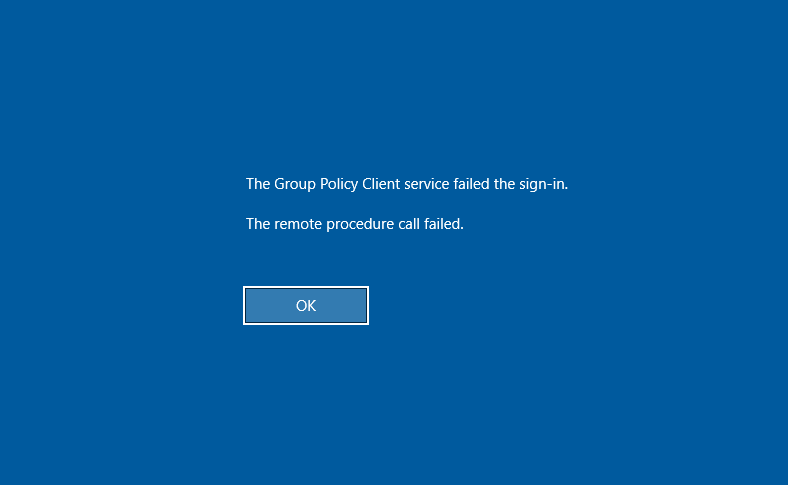 The Group Policy Client service failed the sign-in.
The remote procedure call failed.
OK